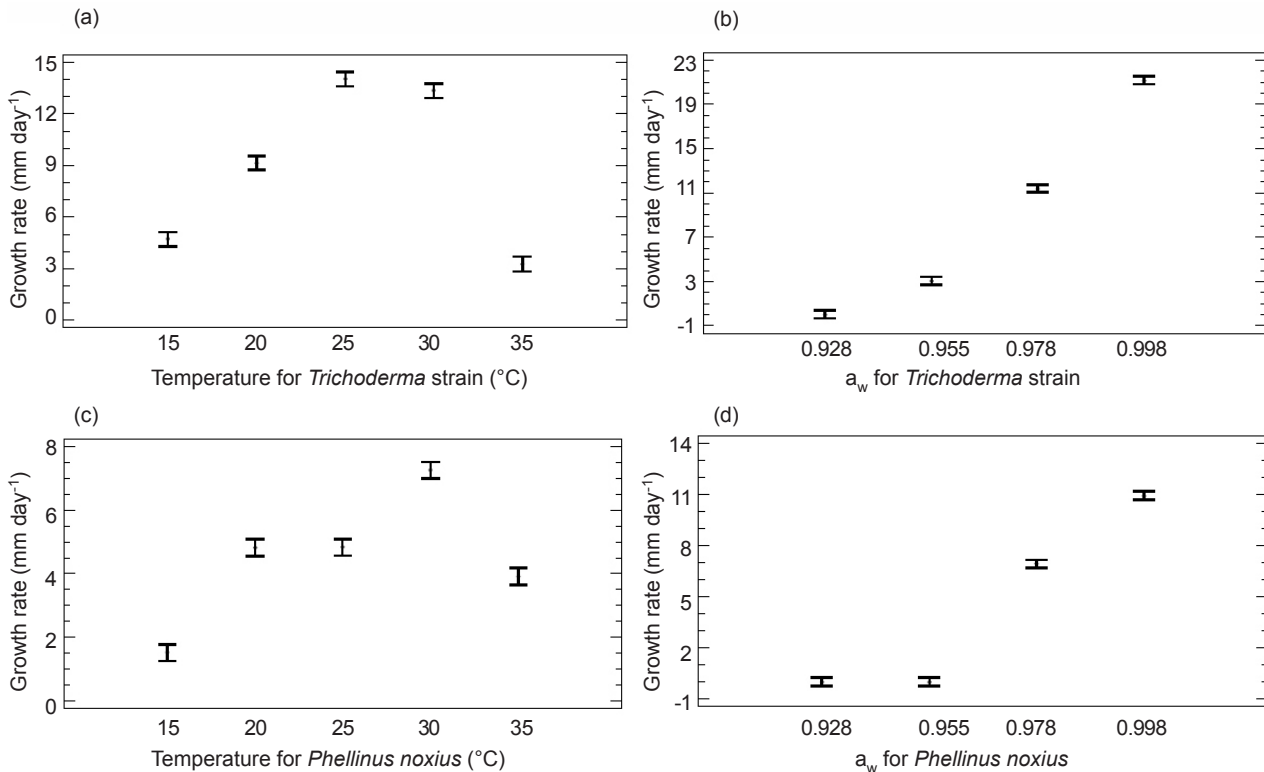 (a)
Growth rate (mm day-1)
15
12
9
6
3
0
15 20 25 30 35
Temperature for Trichoderma strain (°C)
(b)
Growth rate (mm day-1)
23
19
15
11
7
3
-1
0.928 0.955 0.978 0.998
aw for Trichoderma strain
(c)
Growth rate (mm day-1)
8
6
4
2
0
15 20 25 30 35
Temperature for Phellinus noxius (°C)
(d)
Growth rate (mm day-1)
14
11
8
5
2
-1
0.928 0.955 0.978 0.998
aw for Phellinus noxius